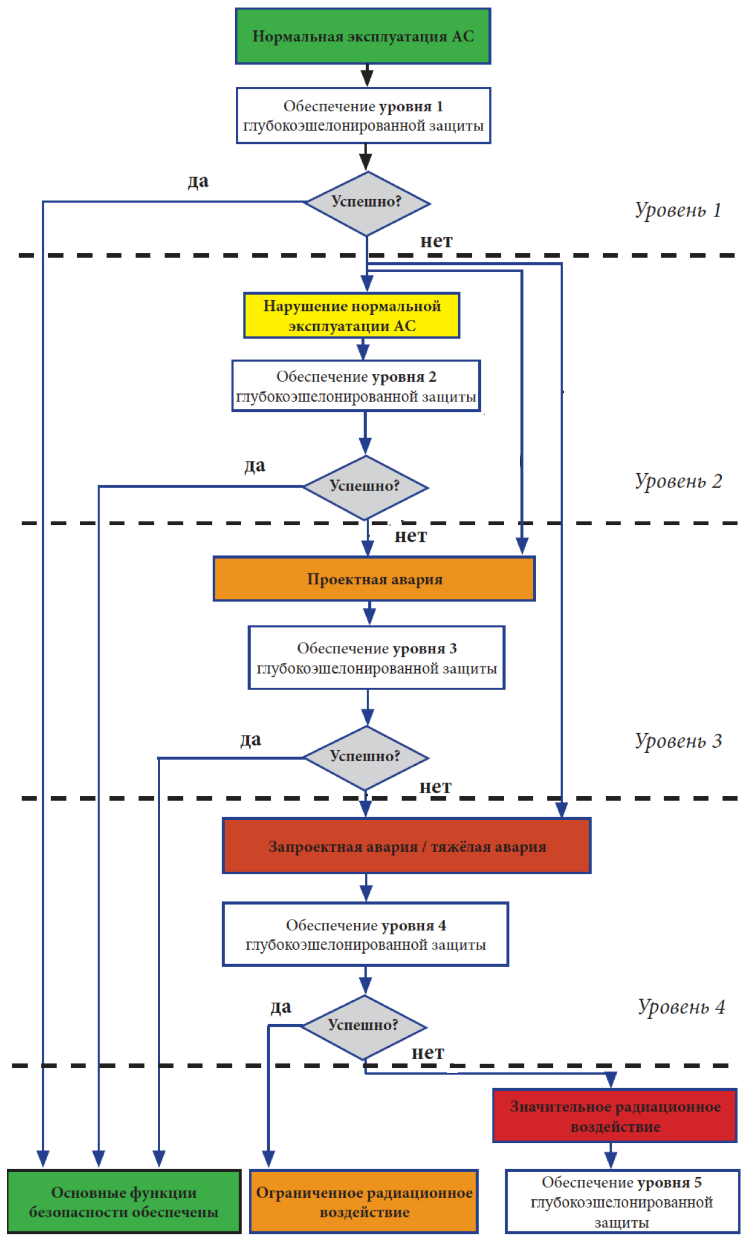 Нормальная эксплуатация АС
Обеспечение уровня 1
глубокоэшелонированной защиты
да
Успешно?
Уровень 1
нет
Нарушение нормальной
эксплуатации АС
Обеспечение уровня 2
глубокоэшелонированной защиты
да
Успешно?
Уровень 2
нет
Проектная авария
Обеспечение уровня 3
глубокоэшелонированной защиты
да
Успешно?
Уровень 3
нет
Запроектная авария / тяжёлая авария
Обеспечение уровня 4
глубокоэшелонированной защиты
да
Успешно?
Уровень 4
нет
Значительное радиационное
воздействие
Основные функции
безопасности обеспечены
Ограниченное радиационное
воздействие
Обеспечение уровня 5
глубокоэшелонированной
защиты